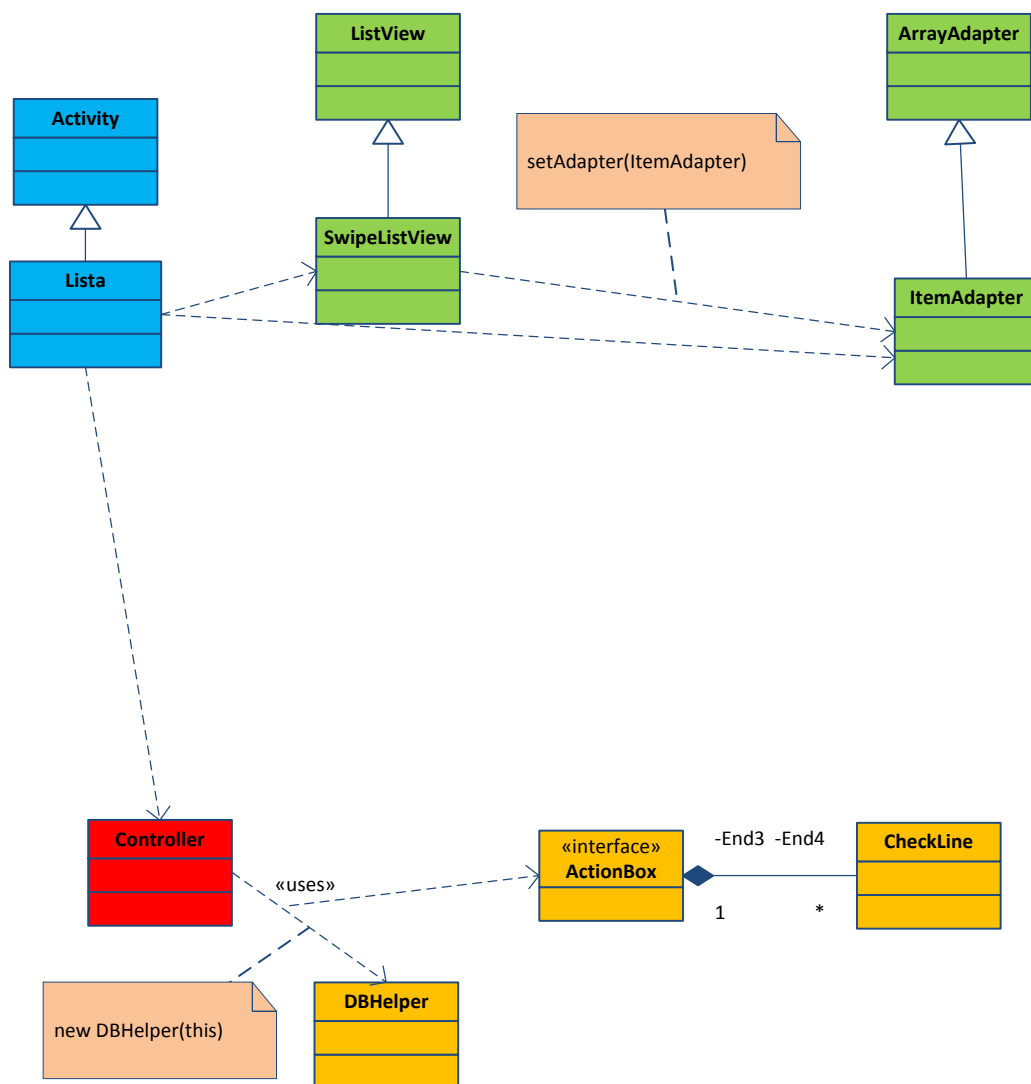 ListView
ArrayAdapter
Activity
setAdapter(ItemAdapter)
SwipeListView
Lista
ItemAdapter
Controller
«interface»
ActionBox
-End3 -End4
CheckLine
«uses»
1 *
DBHelper
new DBHelper(this)